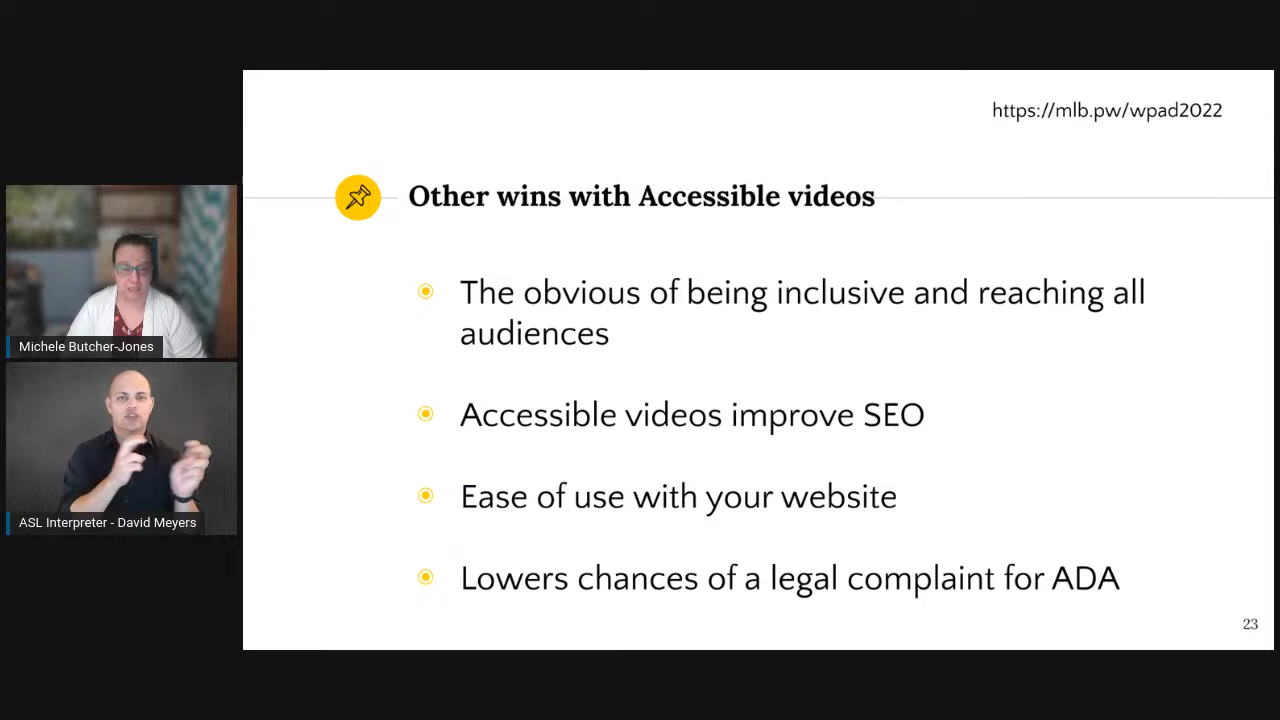 https://mlb.pw/wpad2022
Other wins with Accessible videos
The obvious of being inclusive and reaching all
audiences
Accessible videos improve SEO
Ease of use with your website
Lowers chances of a legal complaint for ADA
23
Michele Butcher-Jones
ASL Interpreter - David Meyers